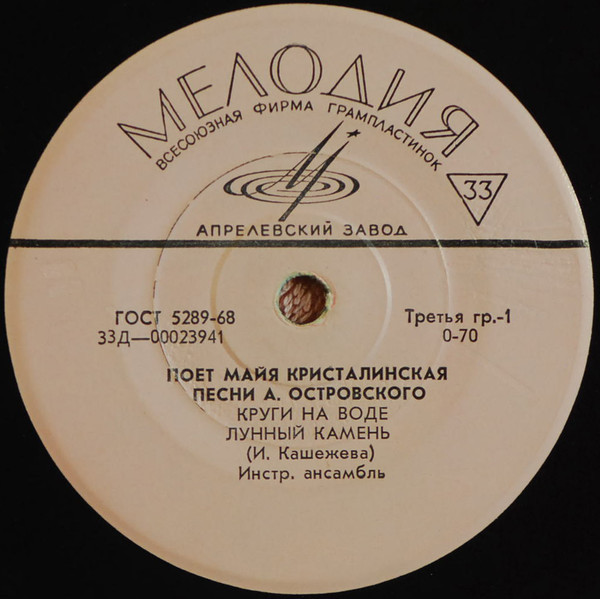 МЕЛОДИЯ
ВСЕСОЮЗНАЯ ФИРМА ГРАМПЛАСТИНОК
33
АПРЕЛЕВСКИЙ ЗАВОД
ГОСТ 5289-68 Третья гр.-1
33Д—00023941 0-70
ПОЕТ МАЙЯ КРИСТАЛИНСКАЯ
ПЕСНИ А. ОСТРОВСКОГО
КРУГИ НА ВОДЕ
ЛУННЫЙ КАМЕНЬ
(И. Кашежева)
Инстр. ансамбль